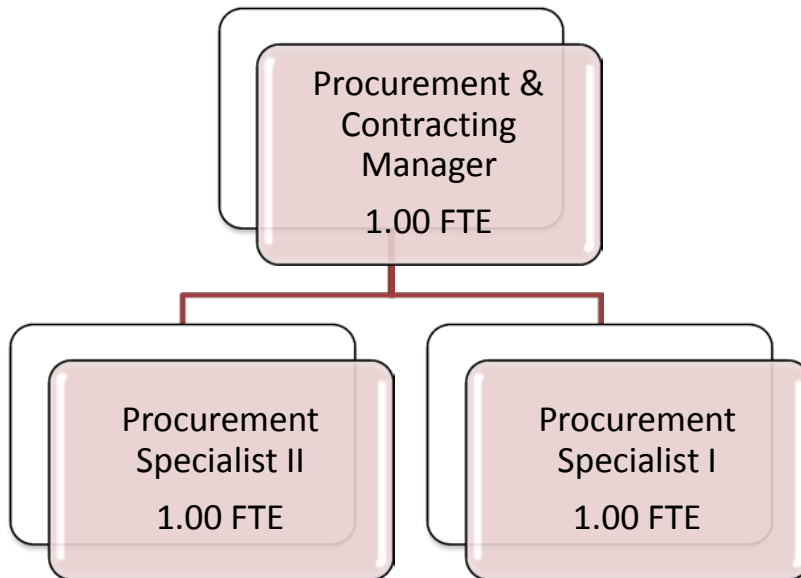 Procurement &
Contracting
Manager
1.00 FTE
Procurement
Specialist II
1.00 FTE
Procurement
Specialist I
1.00 FTE